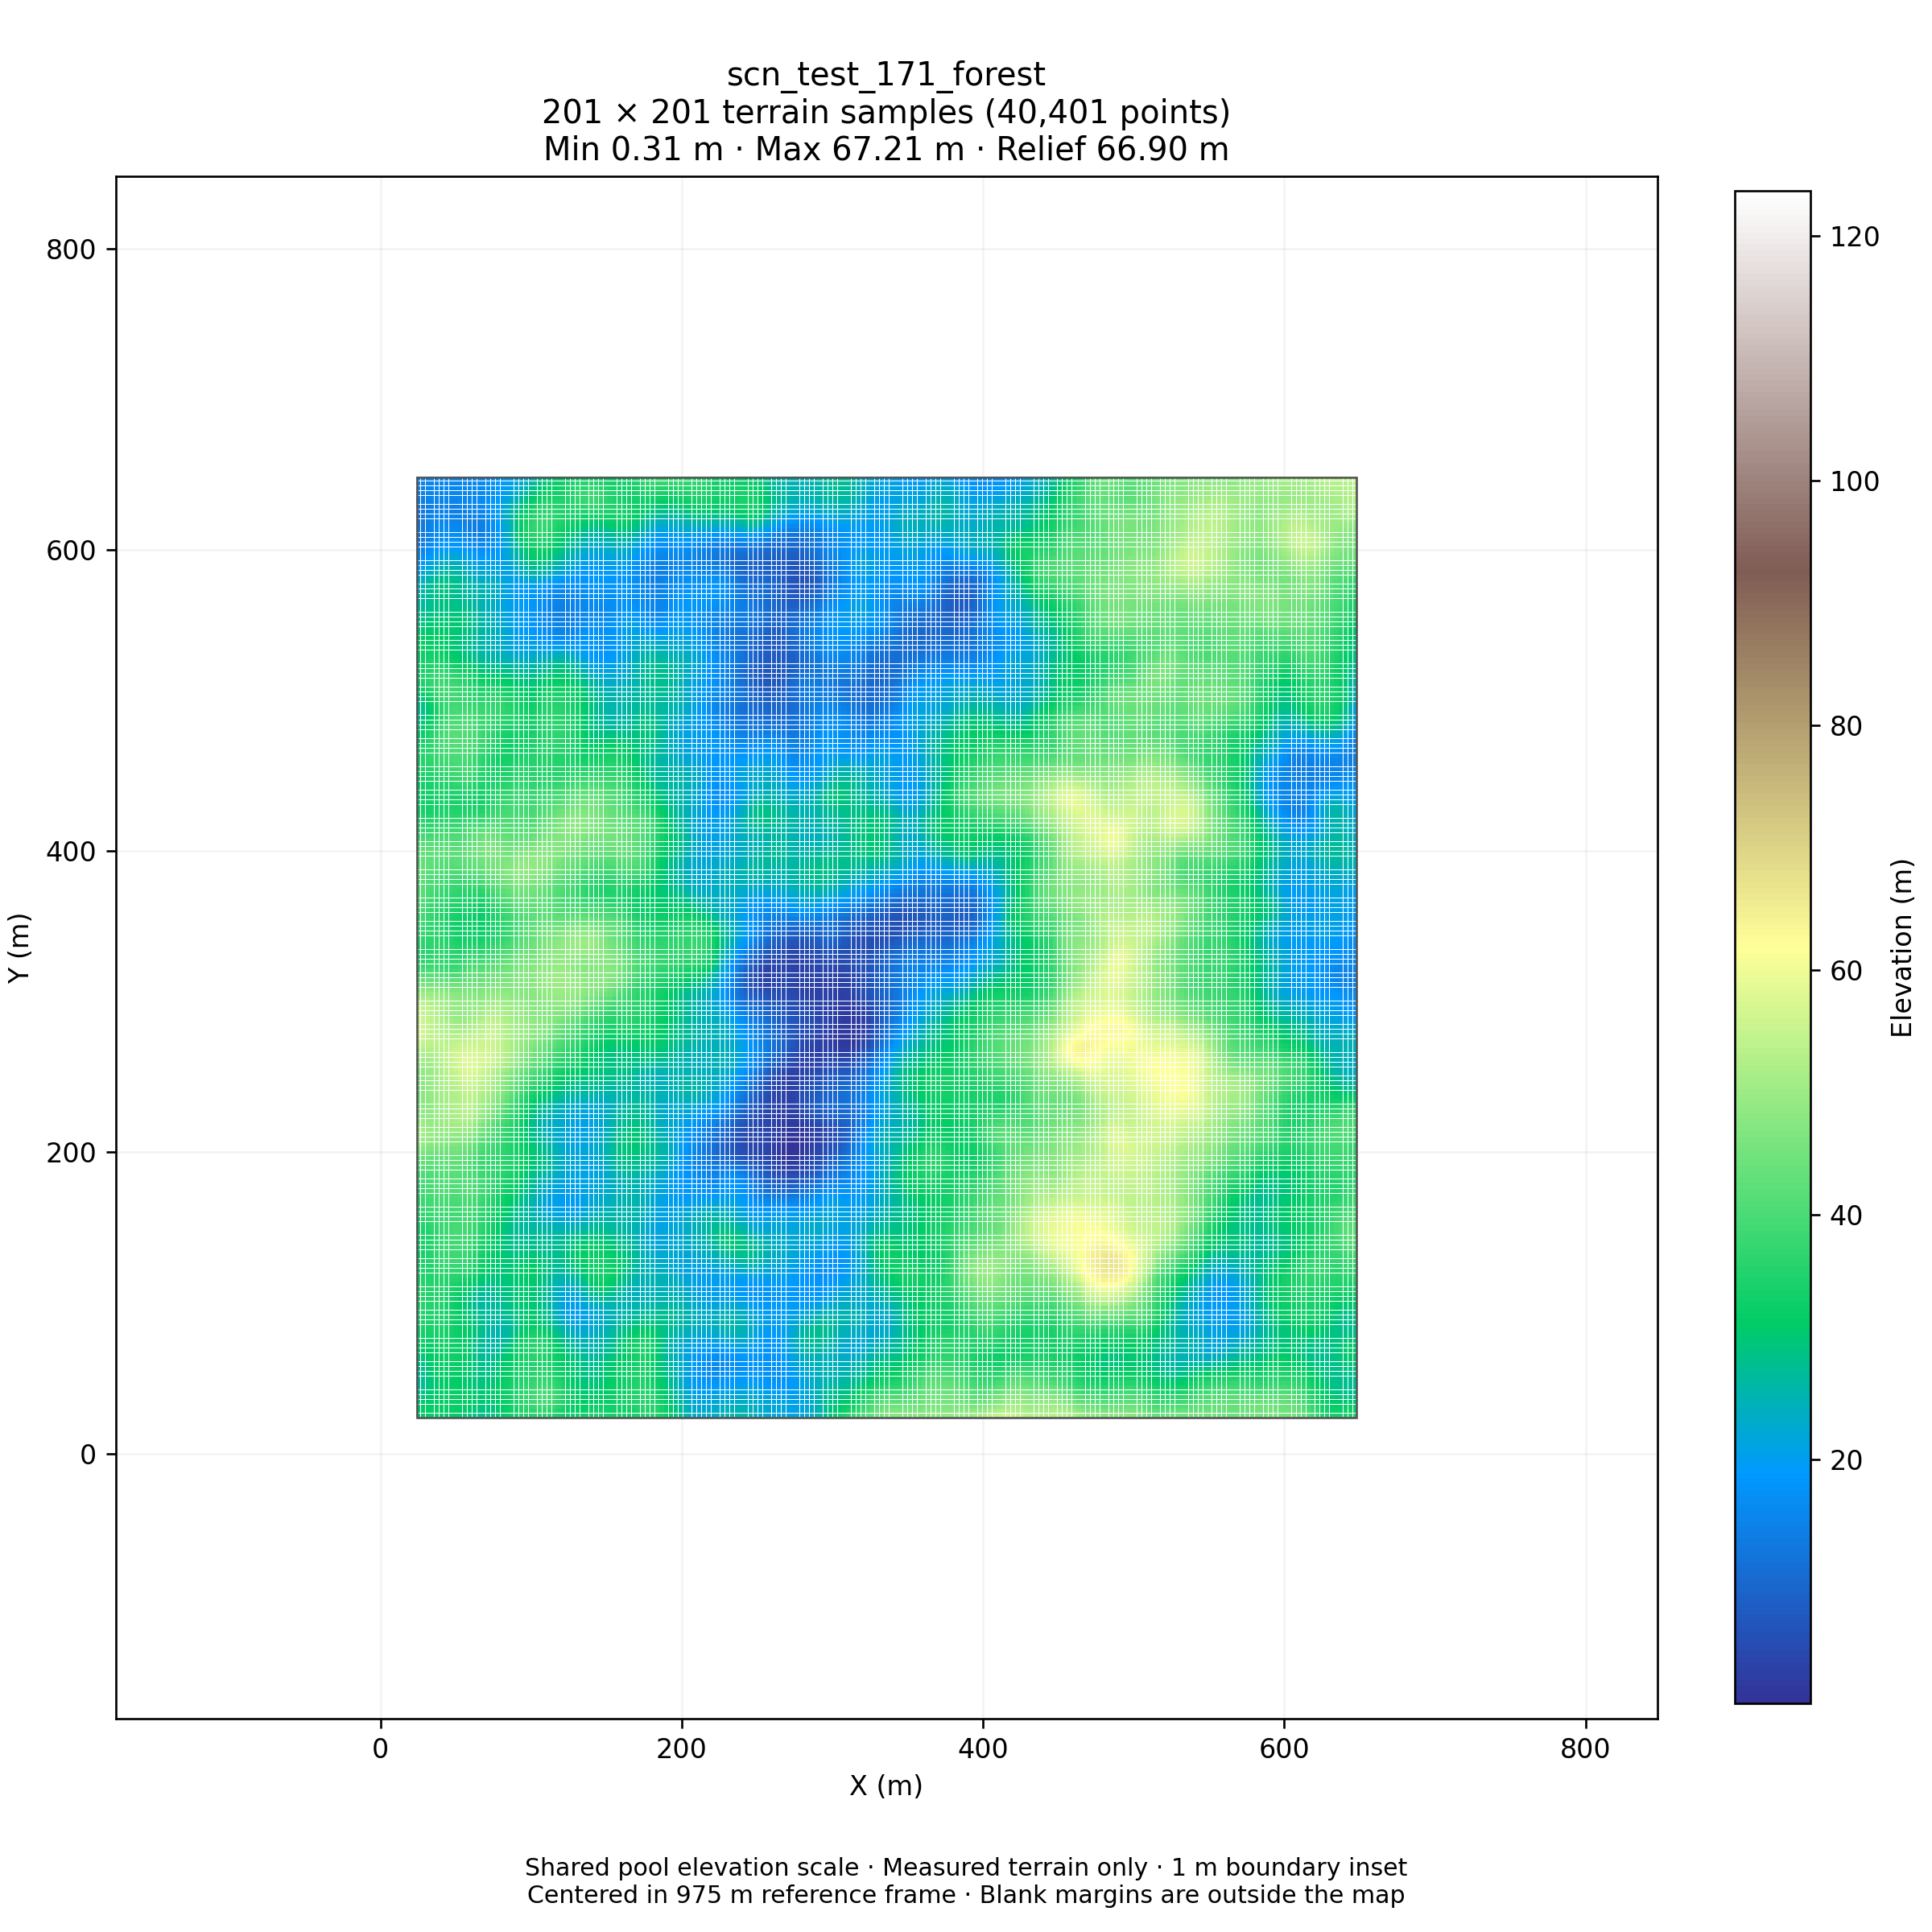 scn_test_171_forest
201 × 201 terrain samples (40,401 points)
Min 0.31 m · Max 67.21 m · Relief 66.90 m
800
600
400
200
0
Y (m)
0
200
400
600
800
X (m)
120
100
80
60
40
20
Elevation (m)
Shared pool elevation scale · Measured terrain only · 1 m boundary inset
Centered in 975 m reference frame · Blank margins are outside the map